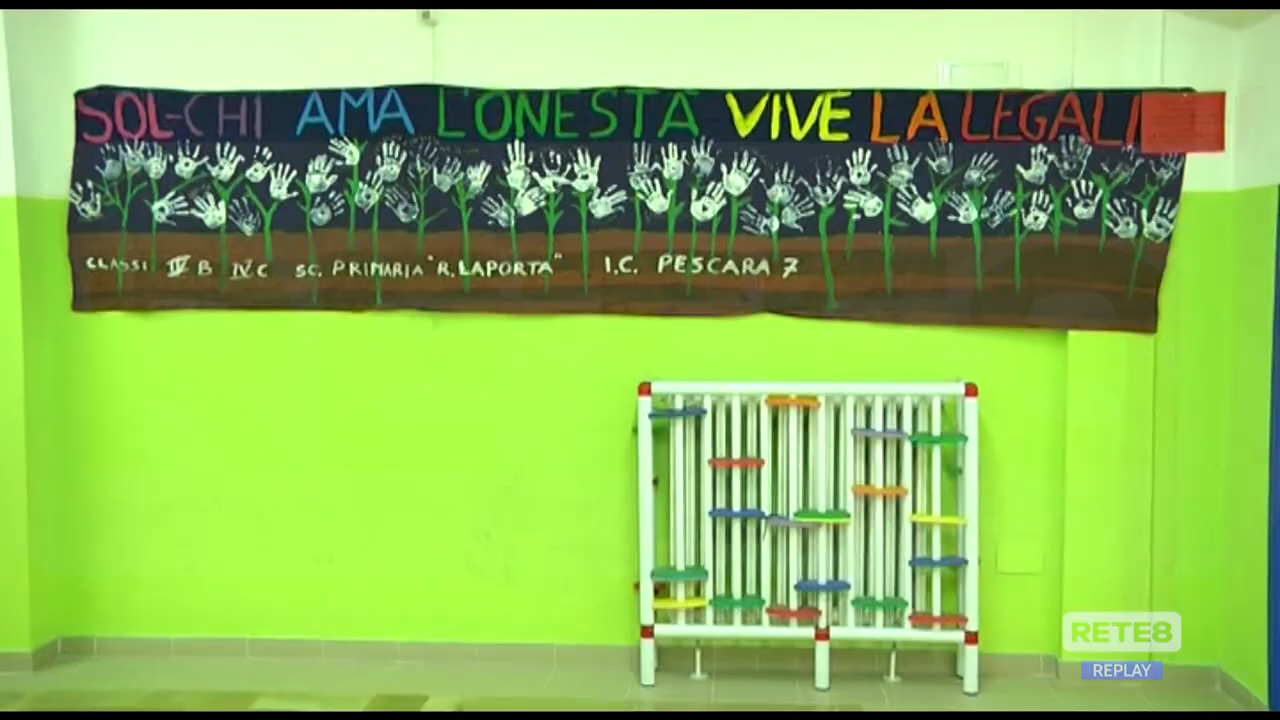 SOL-CHI AMA L'ONESTÀ VIVE LA LEGALI
CLASSI IV B IV C SC. PRIMARIA "R. LAPORTA" I.C. PESCARA 7
RETE8
REPLAY